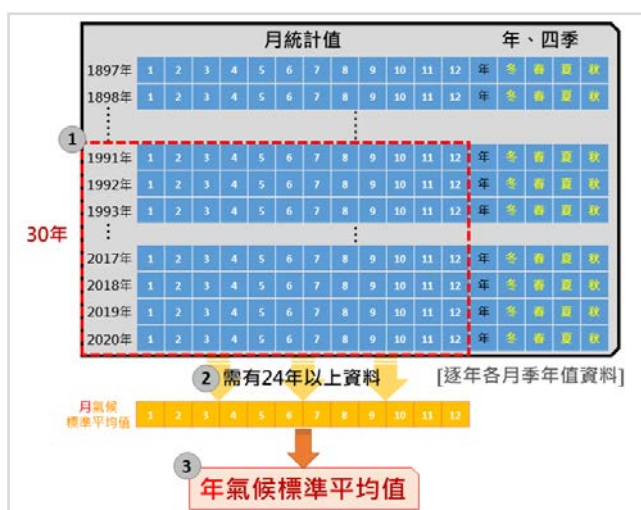 月統計值 年、四季
1897年 1 2 3 4 5 6 7 8 9 10 11 12 年 冬 春 夏 秋
1898年 1 2 3 4 5 6 7 8 9 10 11 12 年 冬 春 夏 秋
1
1991年 1 2 3 4 5 6 7 8 9 10 11 12 年 冬 春 夏 秋
1992年 1 2 3 4 5 6 7 8 9 10 11 12 年 冬 春 夏 秋
1993年 1 2 3 4 5 6 7 8 9 10 11 12 年 冬 春 夏 秋
30年
2017年 1 2 3 4 5 6 7 8 9 10 11 12 年 冬 春 夏 秋
2018年 1 2 3 4 5 6 7 8 9 10 11 12 年 冬 春 夏 秋
2019年 1 2 3 4 5 6 7 8 9 10 11 12 年 冬 春 夏 秋
2020年 1 2 3 4 5 6 7 8 9 10 11 12 年 冬 春 夏 秋
2 需有24年以上資料 [逐年各月季年值資料]
月氣候
標準平均值 1 2 3 4 5 6 7 8 9 10 11 12
3
年氣候標準平均值